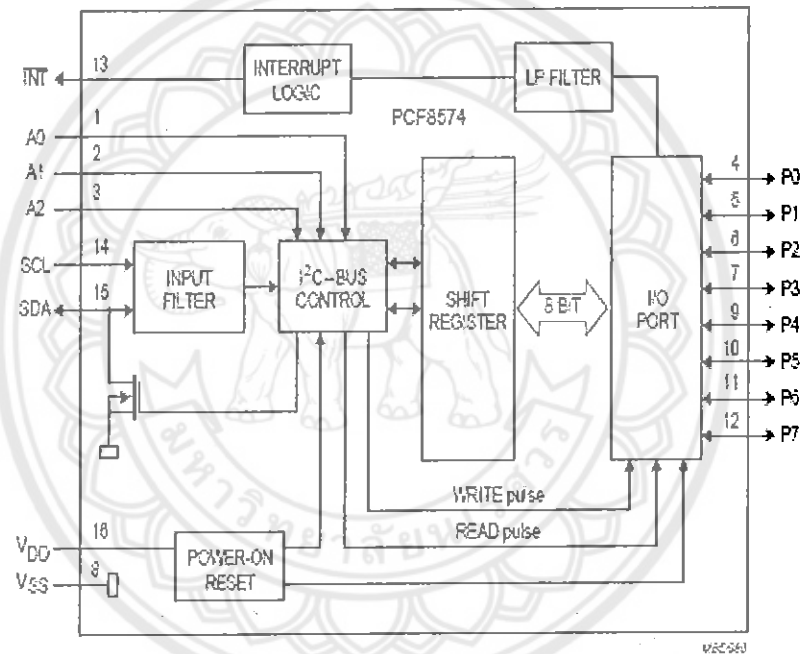 INT
13
INTERRUPT
LOGIC
LP FILTER
PCF8574
A0
1
A1
2
A2
3
SCL
14
SDA
15
INPUT
FILTER
I²C-BUS
CONTROL
SHIFT
REGISTER
8 BIT
I/O
PORT
4
P0
5
P1
6
P2
7
P3
9
P4
10
P5
11
P6
12
P7
WRITE pulse
READ pulse
VDD
16
VSS
8
POWER-ON
RESET